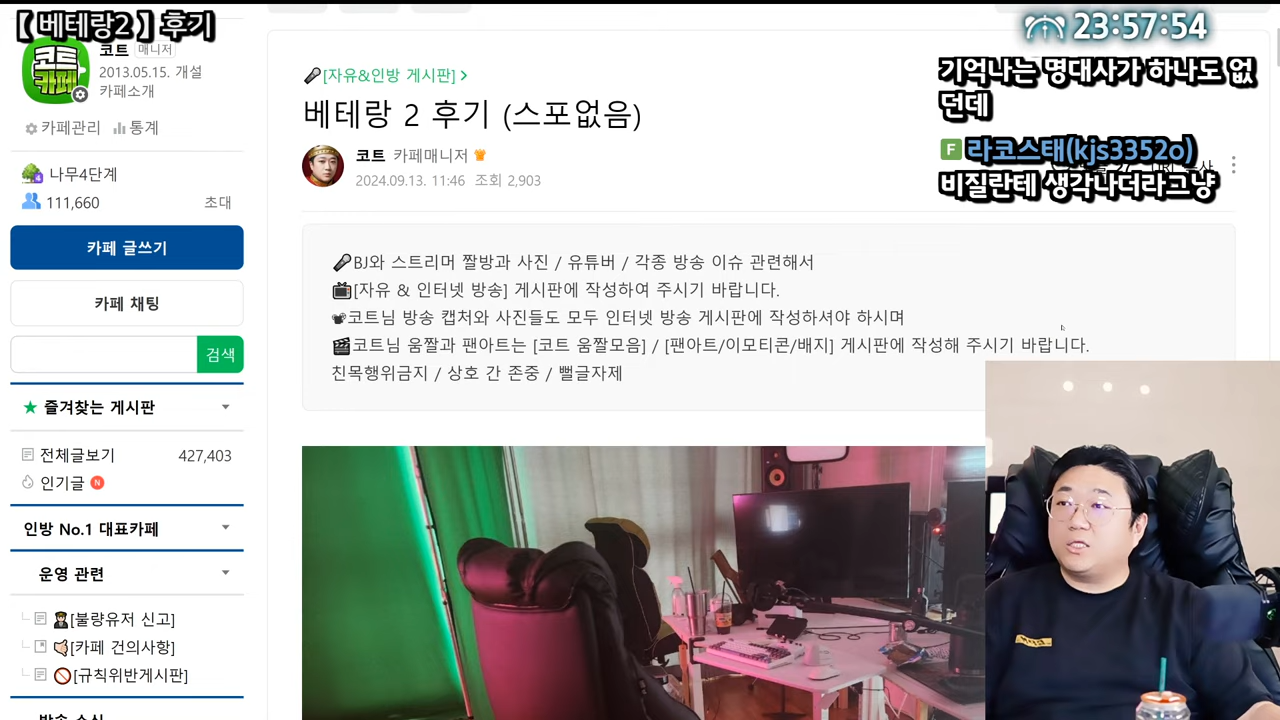 【 베테랑2 】 후기
코트카페
코트 매니저
2013.05.15. 개설
카페소개
카페관리 통계
나무4단계
111,660 초대
카페 글쓰기
카페 채팅
검색
★ 즐겨찾는 게시판
전체글보기 427,403
인기글 N
인방 No.1 대표카페
운영 관련
[불량유저 신고]
[카페 건의사항]
[규칙위반게시판]
[자유&인방 게시판] >
베테랑 2 후기 (스포없음)
코트 카페매니저
2024.09.13. 11:46 조회 2,903
BJ와 스트리머 짤방과 사진 / 유튜버 / 각종 방송 이슈 관련해서
[자유 & 인터넷 방송] 게시판에 작성하여 주시기 바랍니다.
코트님 방송 캡처와 사진들도 모두 인터넷 방송 게시판에 작성하셔야 하시며
코트님 움짤과 팬아트는 [코트 움짤모음] / [팬아트/이모티콘/배지] 게시판에 작성해 주시기 바랍니다.
친목행위금지 / 상호 간 존중 / 뻘글자제
23:57:54
기억나는 명대사가 하나도 없
던데
F 라코스태(kjs3352o)
비질란테 생각나더라그냥